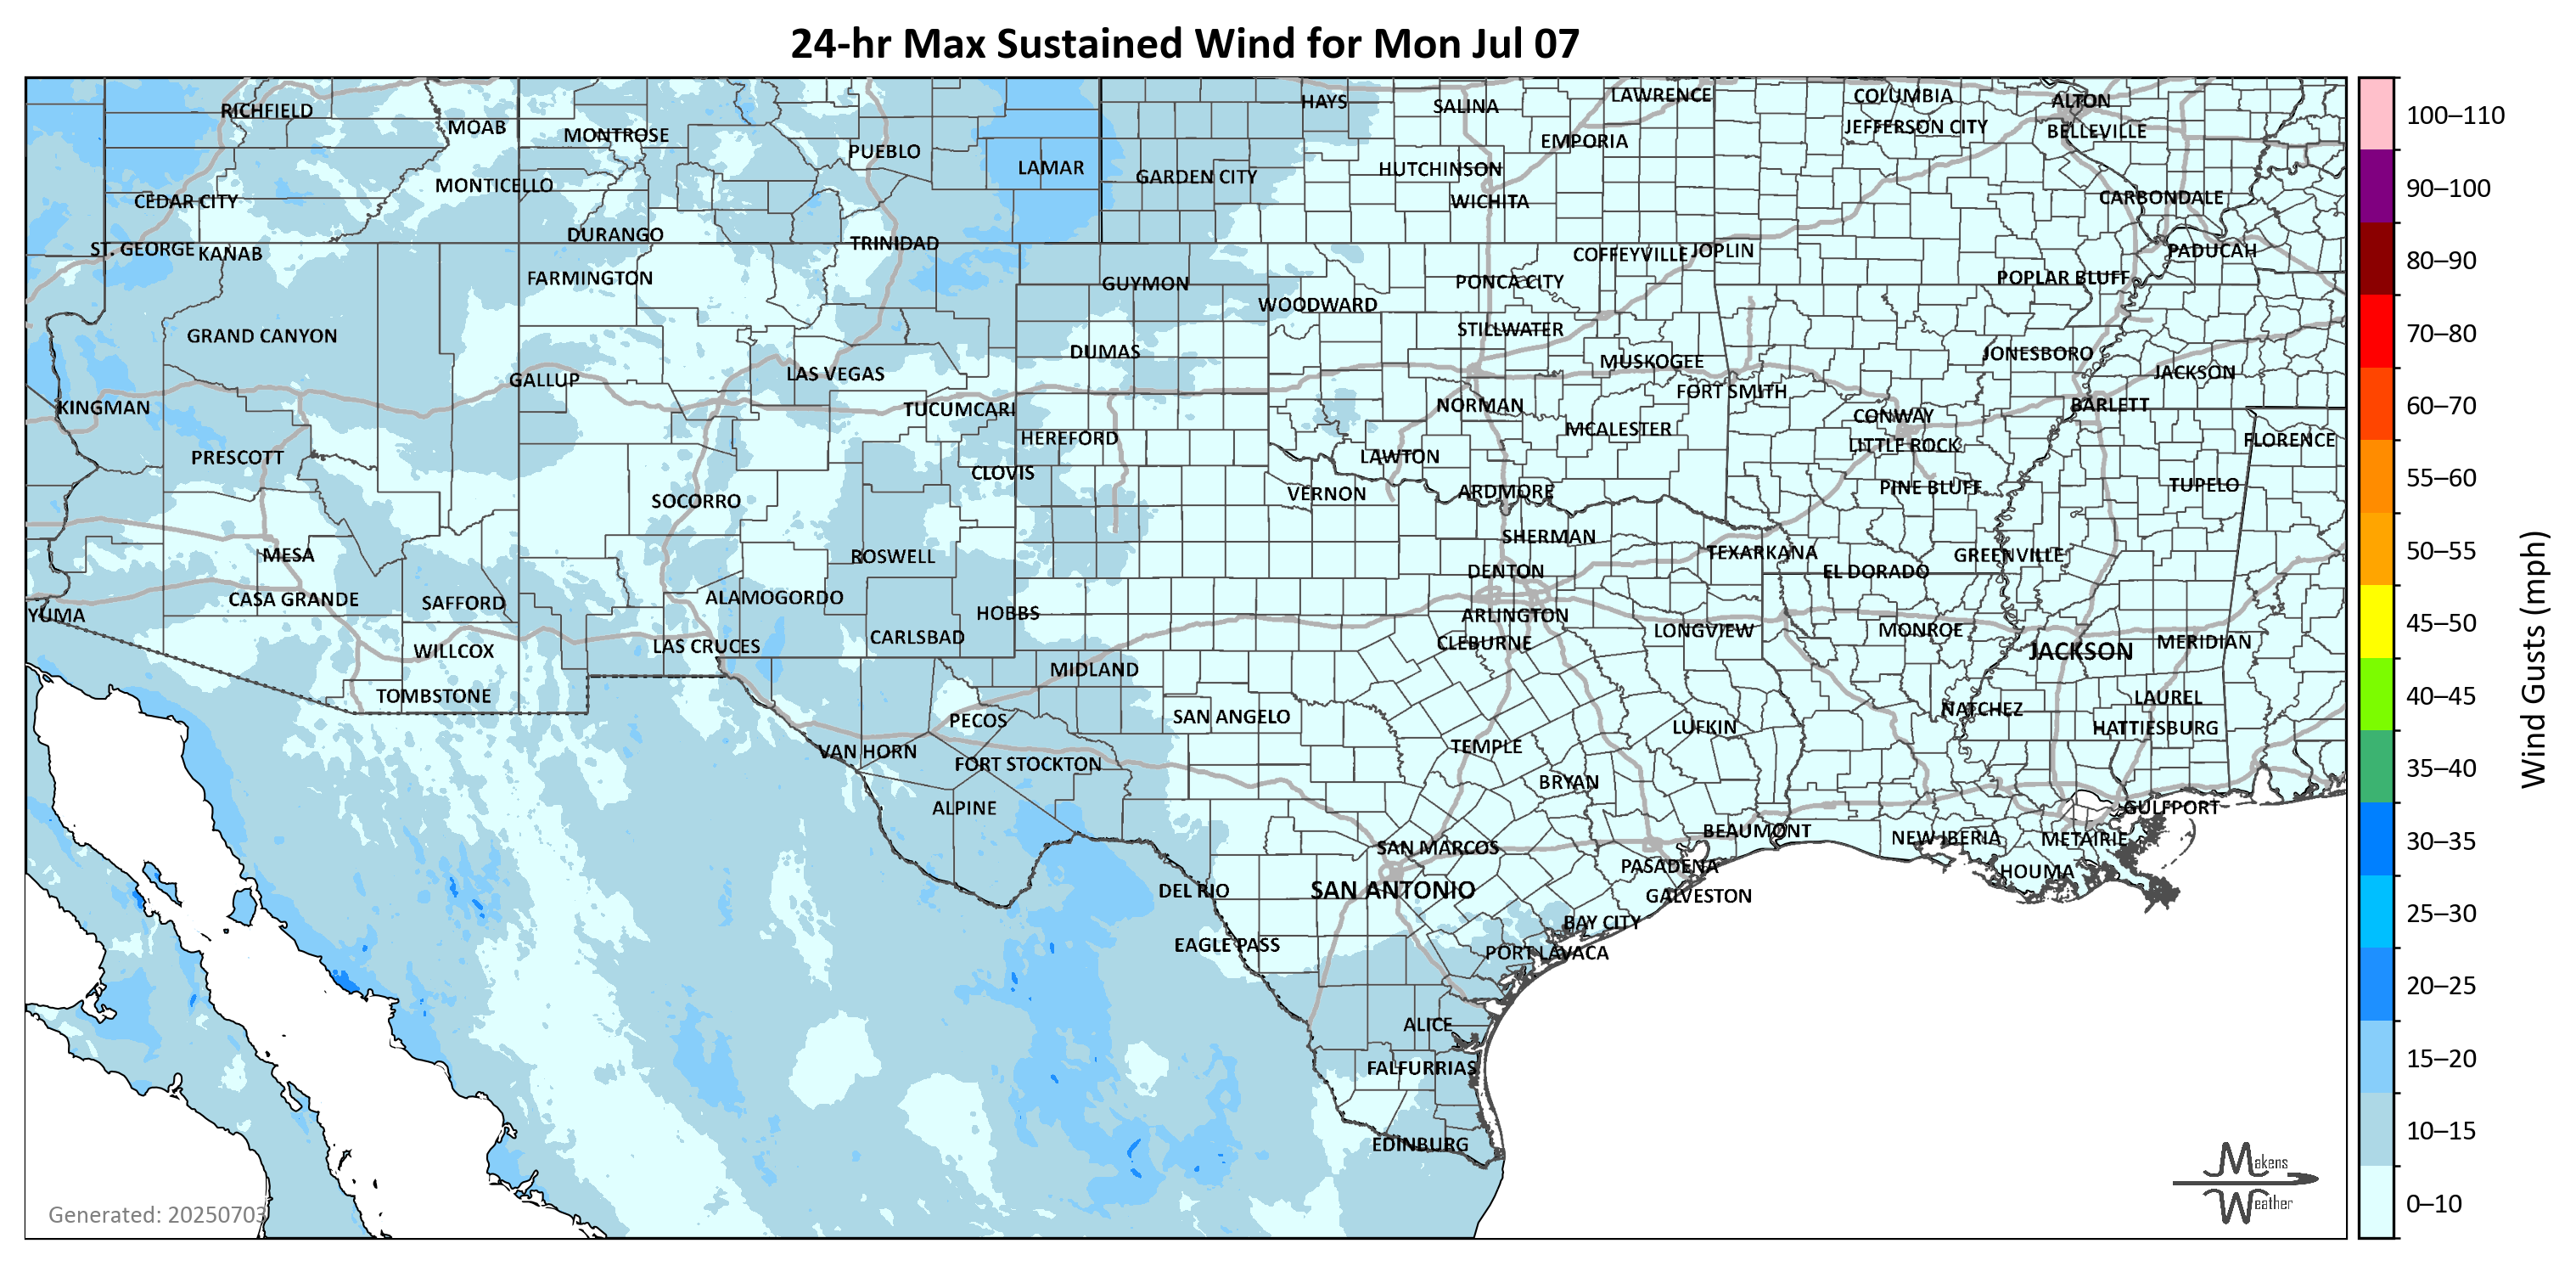 24-hr Max Sustained Wind for Mon Jul 07
RICHFIELD
MOAB
MONTROSE
PUEBLO
LAMAR
HAYS
SALINA
LAWRENCE
COLUMBIA
ALTON
JEFFERSON CITY
BELLEVILLE
EMPORIA
HUTCHINSON
GARDEN CITY
MONTICELLO
CEDAR CITY
WICHITA
CARBONDALE
ST. GEORGE
KANAB
DURANGO
TRINIDAD
COFFEYVILLE
JOPLIN
PADUCAH
FARMINGTON
GUYMON
PONCA CITY
POPLAR BLUFF
WOODWARD
GRAND CANYON
STILLWATER
DUMAS
MUSKOGEE
JONESBORO
GALLUP
LAS VEGAS
JACKSON
FORT SMITH
KINGMAN
TUCUMCARI
NORMAN
CONWAY
BARLETT
HEREFORD
MCALESTER
LITTLE ROCK
FLORENCE
PRESCOTT
CLOVIS
LAWTON
SOCORRO
VERNON
ARDMORE
PINE BLUFF
TUPELO
MESA
ROSWELL
SHERMAN
TEXARKANA
GREENVILLE
DENTON
EL DORADO
YUMA
CASA GRANDE
SAFFORD
ALAMOGORDO
HOBBS
ARLINGTON
WILLCOX
LAS CRUCES
CARLSBAD
CLEBURNE
LONGVIEW
MONROE
JACKSON
MERIDIAN
MIDLAND
TOMBSTONE
PECOS
SAN ANGELO
LUFKIN
NATCHEZ
LAUREL
HATTIESBURG
VAN HORN
FORT STOCKTON
TEMPLE
BRYAN
ALPINE
GULFPORT
SAN MARCOS
BEAUMONT
NEW IBERIA
METAIRIE
PASADENA
HOUMA
DEL RIO
SAN ANTONIO
GALVESTON
BAY CITY
EAGLE PASS
PORT LAVACA
ALICE
FALFURRIAS
EDINBURG
Generated: 20250703
Makens
Weather
100–110
90–100
80–90
70–80
60–70
55–60
50–55
45–50
40–45
35–40
30–35
25–30
20–25
15–20
10–15
0–10
Wind Gusts (mph)